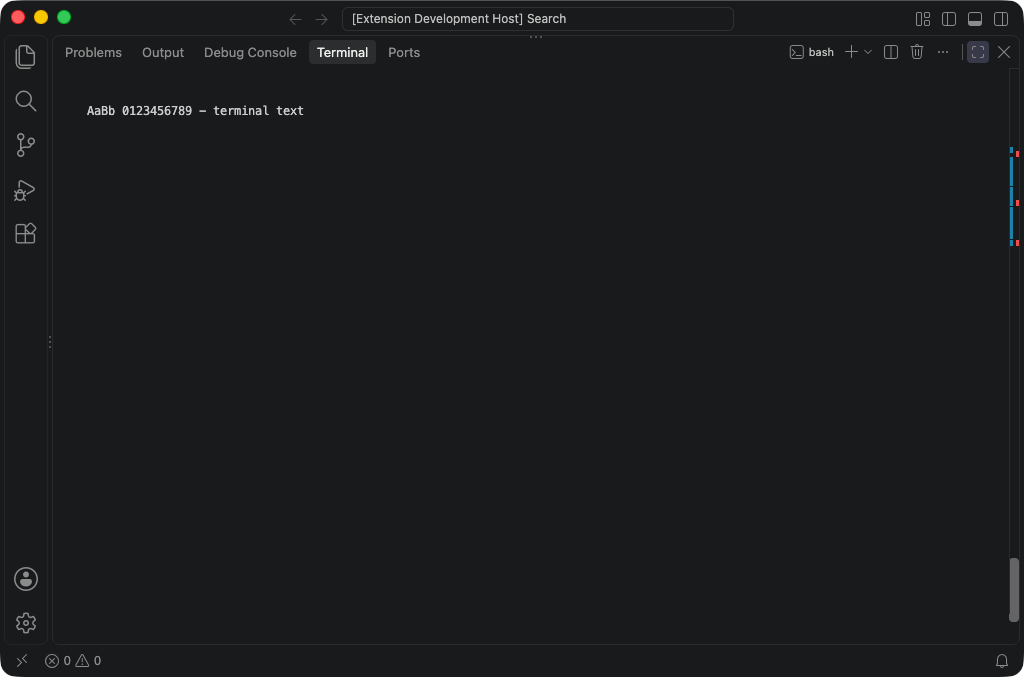 [Extension Development Host] Search
Problems Output Debug Console Terminal Ports bash
AaBb 0123456789 — terminal text
0 0